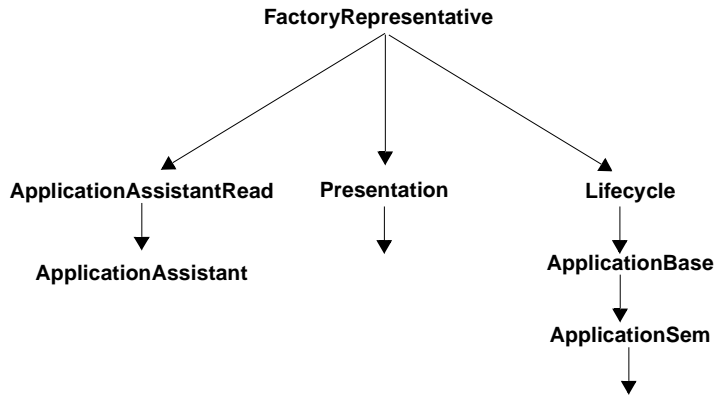 FactoryRepresentative
ApplicationAssistantRead
Presentation
Lifecycle
ApplicationAssistant
ApplicationBase
ApplicationSem